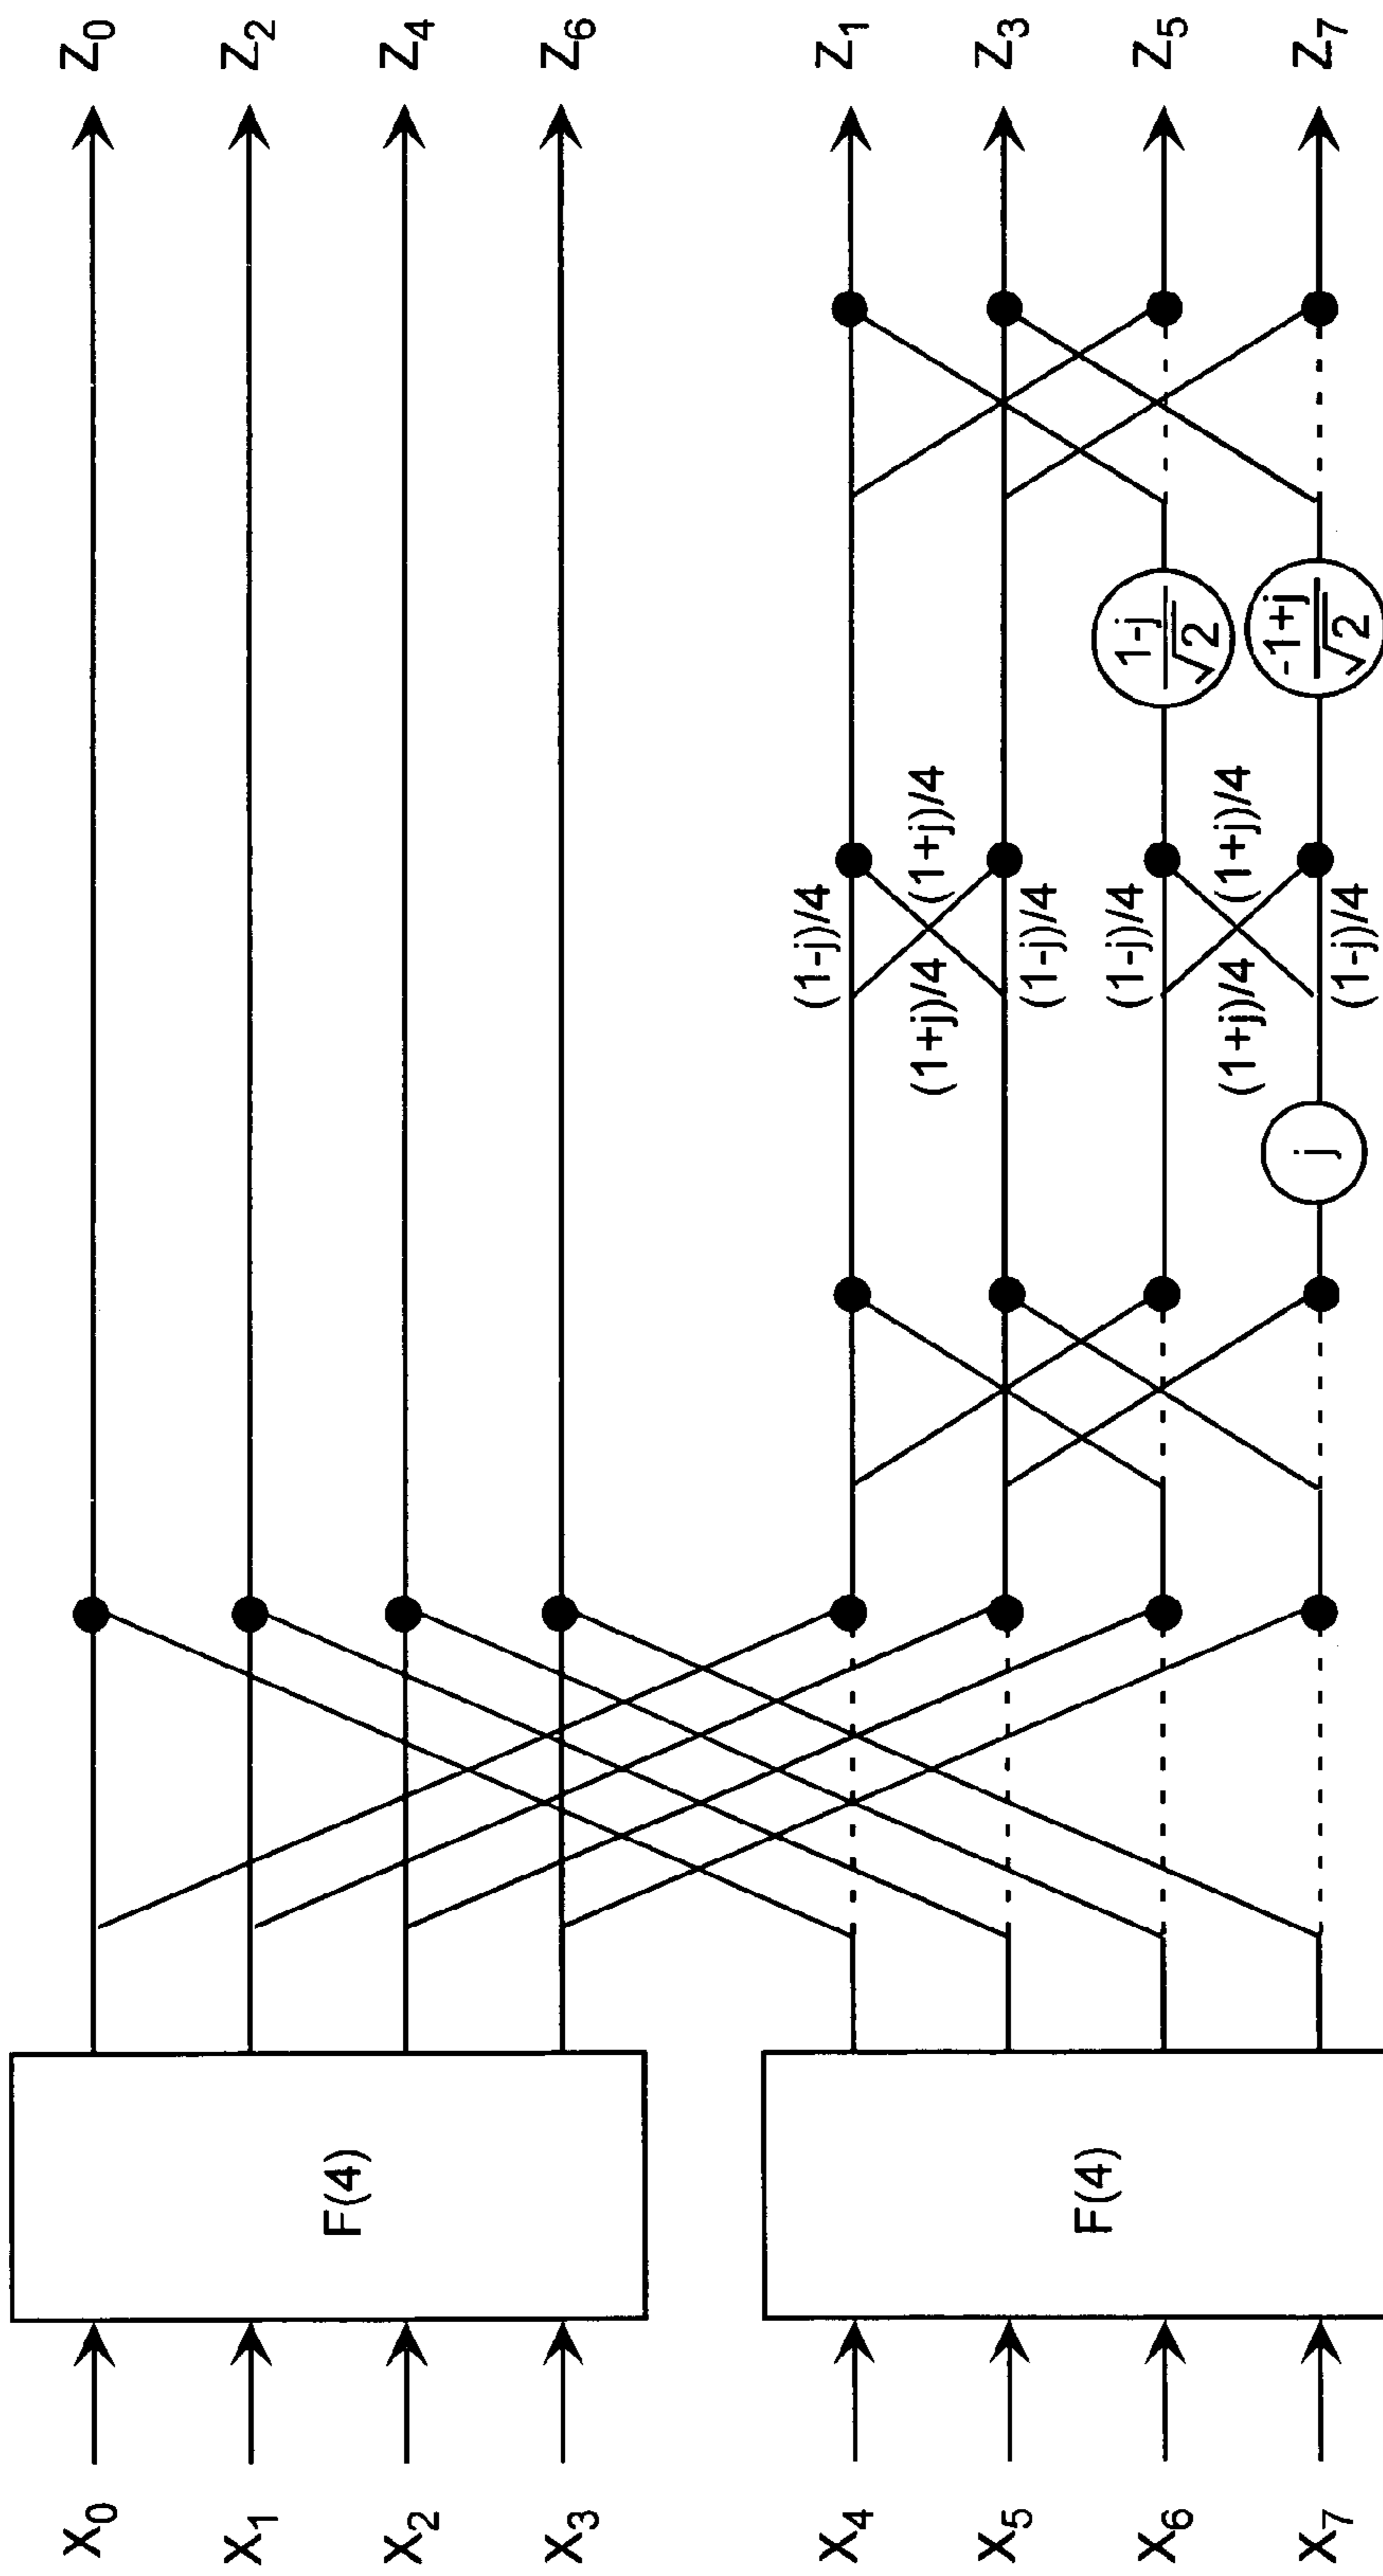 X0
X1
X2
X3
X4
X5
X6
X7
F(4)
F(4)
j
(1-j)/4
(1+j)/4
(1+j)/4
(1-j)/4
(1-j)/4
(1+j)/4
(1+j)/4
(1-j)/4
1-j
√2
-1+j
√2
Z0
Z2
Z4
Z6
Z1
Z3
Z5
Z7